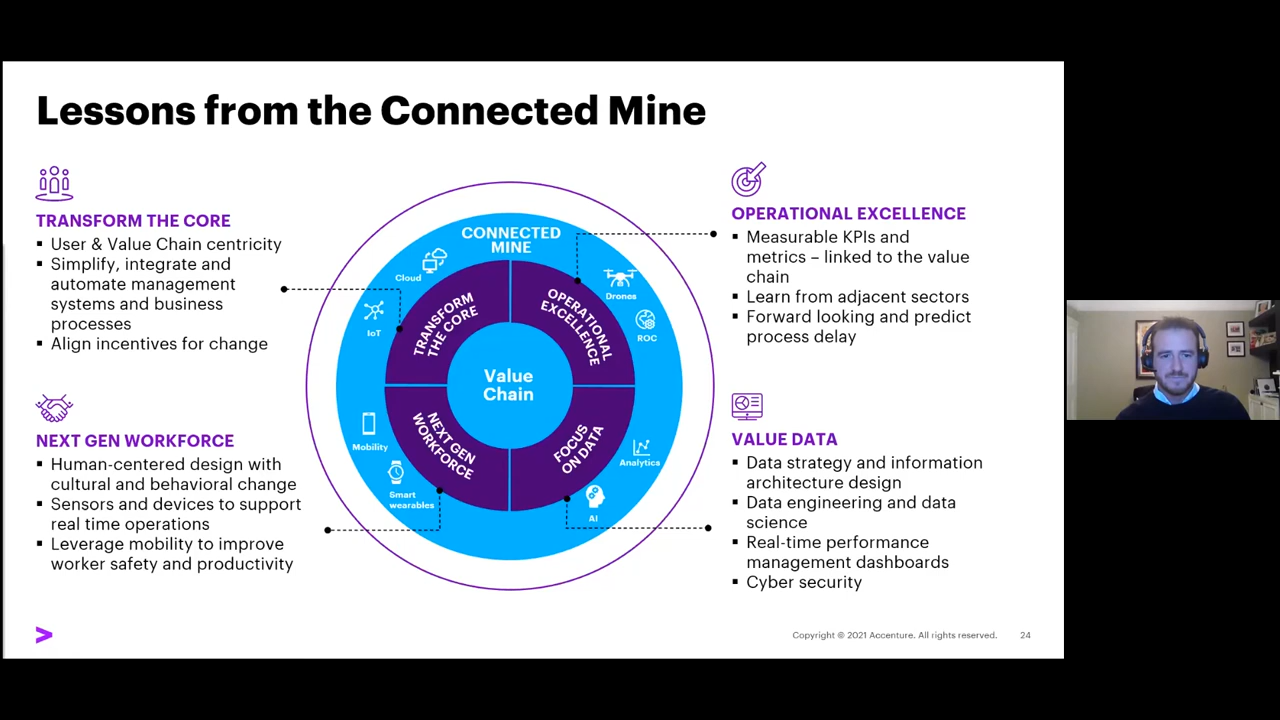 Lessons from the Connected Mine
TRANSFORM THE CORE
▪ User & Value Chain centricity
▪ Simplify, integrate and
automate management
systems and business
processes
▪ Align incentives for change
NEXT GEN WORKFORCE
▪ Human-centered design with
cultural and behavioral change
▪ Sensors and devices to support
real time operations
▪ Leverage mobility to improve
worker safety and productivity
CONNECTED
MINE
Cloud
IoT
Mobility
Smart
wearables
Drones
ROC
Analytics
AI
TRANSFORM
THE CORE
OPERATIONAL
EXCELLENCE
NEXT GEN
WORKFORCE
FOCUS
ON DATA
Value
Chain
OPERATIONAL EXCELLENCE
▪ Measurable KPIs and
metrics – linked to the value
chain
▪ Learn from adjacent sectors
▪ Forward looking and predict
process delay
VALUE DATA
▪ Data strategy and information
architecture design
▪ Data engineering and data
science
▪ Real-time performance
management dashboards
▪ Cyber security
Copyright © 2021 Accenture. All rights reserved. 24